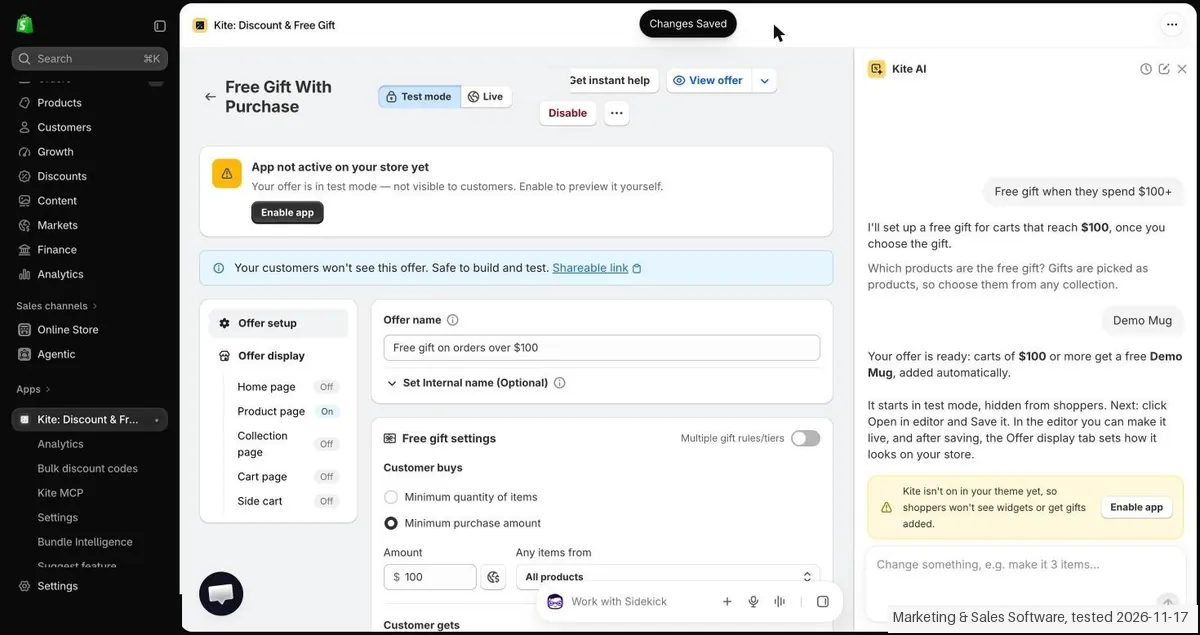 Search
⌘K
Products
Customers
Growth
Discounts
Content
Markets
Finance
Analytics
Sales channels
Online Store
Agentic
Apps
Kite: Discount & Fr...
Analytics
Bulk discount codes
Kite MCP
Settings
Bundle Intelligence
Suggest feature
Settings
Kite: Discount & Free Gift
Changes Saved
Free Gift With
Purchase
Test mode
Live
Get instant help
View offer
Disable
App not active on your store yet
Your offer is in test mode — not visible to customers. Enable to preview it yourself.
Enable app
Your customers won't see this offer. Safe to build and test. Shareable link
Offer setup
Offer display
Home page Off
Product page On
Collection
page
Off
Cart page Off
Side cart Off
Offer name
Free gift on orders over $100
Set Internal name (Optional)
Free gift settings
Multiple gift rules/tiers
Customer buys
Minimum quantity of items
Minimum purchase amount
Amount
Any items from
$ 100
All products
Customer gets
Work with Sidekick
Kite AI
Free gift when they spend $100+
I'll set up a free gift for carts that reach $100, once you
choose the gift.
Which products are the free gift? Gifts are picked as
products, so choose them from any collection.
Demo Mug
Your offer is ready: carts of $100 or more get a free Demo
Mug, added automatically.
It starts in test mode, hidden from shoppers. Next: click
Open in editor and Save it. In the editor you can make it
live, and after saving, the Offer display tab sets how it
looks on your store.
Kite isn't on in your theme yet, so
shoppers won't see widgets or get gifts
added.
Enable app
Change something, e.g. make it 3 items...
Marketing & Sales Software, tested 2026-11-17